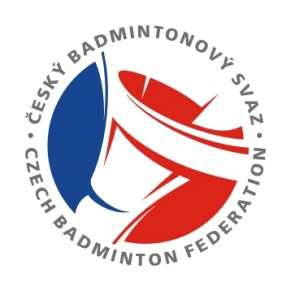 • ČESKÝ BADMINTONOVÝ SVAZ •
CZECH BADMINTON FEDERATION